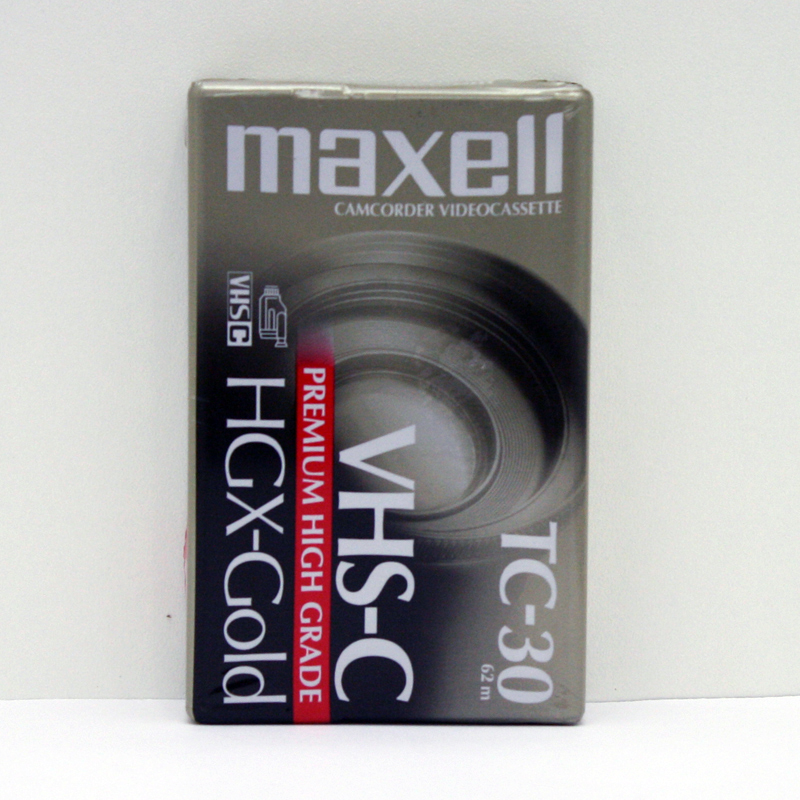 maxell
CAMCORDER VIDEOCASSETTE
TC-30
62 m
VHS-C
PREMIUM HIGH GRADE
VHS C
HGX-Gold